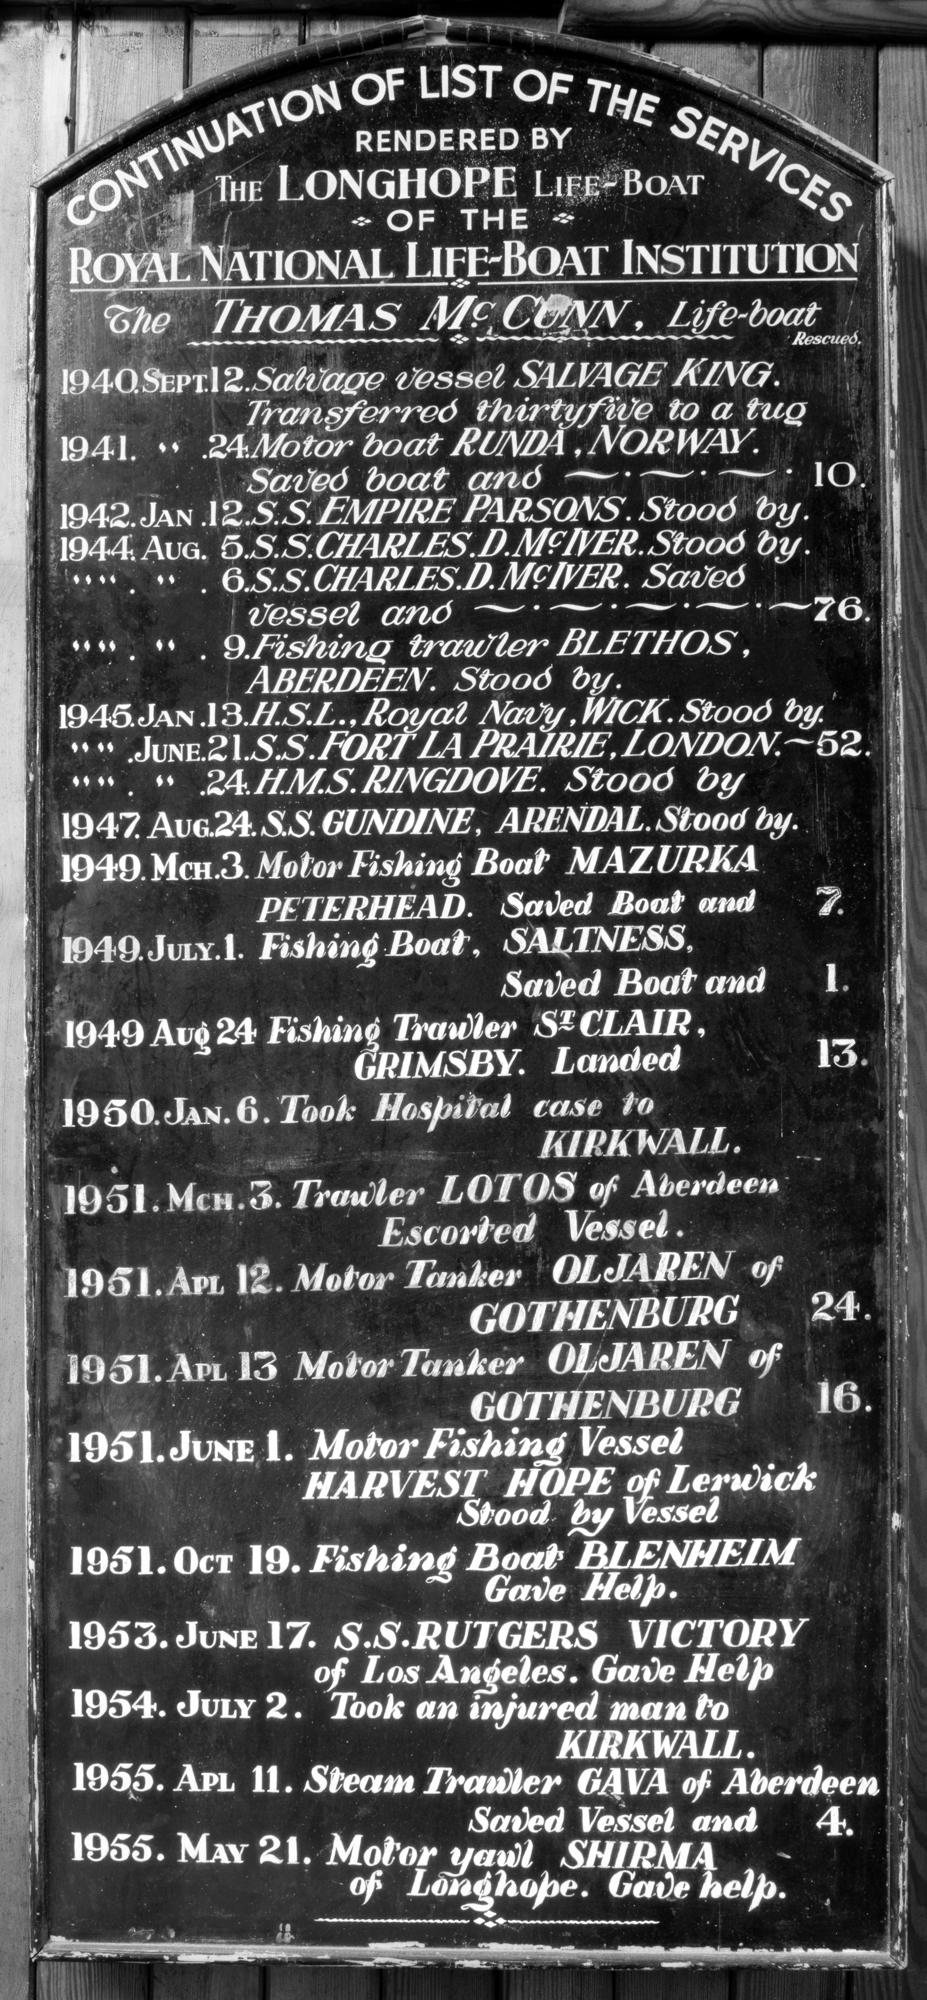 CONTINUATION OF LIST OF THE SERVICES
RENDERED BY
THE LONGHOPE LIFE-BOAT
OF THE
ROYAL NATIONAL LIFE-BOAT INSTITUTION
The THOMAS Mc. CUNN, Life-boat
Rescued.
1940. SEPT. 12. Salvage vessel SALVAGE KING.
Transferred thirtyfive to a tug
1941. " . 24. Motor boat RUNDA, NORWAY.
Saved boat and 10.
1942. JAN. 12. S.S. EMPIRE PARSONS. Stood by.
1944. AUG. 5. S.S. CHARLES. D. McIVER. Stood by.
"" . " . 6. S.S. CHARLES. D. McIVER. Saved
vessel and 76.
"" . " . 9. Fishing trawler BLETHOS,
ABERDEEN. Stood by.
1945. JAN. 13. H.S.L., Royal Navy, WICK. Stood by.
"" . JUNE. 21. S.S. FORT LA PRAIRIE, LONDON. ~52.
"" . " . 24. H.M.S. RINGDOVE. Stood by
1947. AUG. 24. S.S. GUNDINE, ARENDAL. Stood by.
1949. MCH. 3. Motor Fishing Boat MAZURKA
PETERHEAD. Saved Boat and 7.
1949. JULY. 1. Fishing Boat, SALTNESS,
Saved Boat and 1.
1949 Aug 24 Fishing Trawler ST CLAIR,
GRIMSBY. Landed 13.
1950. JAN. 6. Took Hospital case to
KIRKWALL.
1951. MCH. 3. Trawler LOTOS of Aberdeen
Escorted Vessel.
1951. APL 12. Motor Tanker OLJAREN of
GOTHENBURG 24.
1951. APL 13 Motor Tanker OLJAREN of
GOTHENBURG 16.
1951. JUNE 1. Motor Fishing Vessel
HARVEST HOPE of Lerwick
Stood by Vessel
1951. OCT 19. Fishing Boat BLENHEIM
Gave Help.
1953. JUNE 17. S.S. RUTGERS VICTORY
of Los Angeles. Gave Help
1954. JULY 2. Took an injured man to
KIRKWALL.
1955. APL 11. Steam Trawler GAVA of Aberdeen
Saved Vessel and 4.
1955. MAY 21. Motor yawl SHIRMA
of Longhope. Gave help.